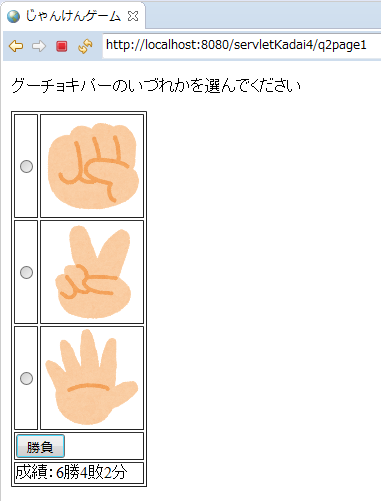 じゃんけんゲーム
http://localhost:8080/servletKadai4/q2page1
グーチョキパーのいづれかを選んでください
勝負
成績：6勝4敗2分